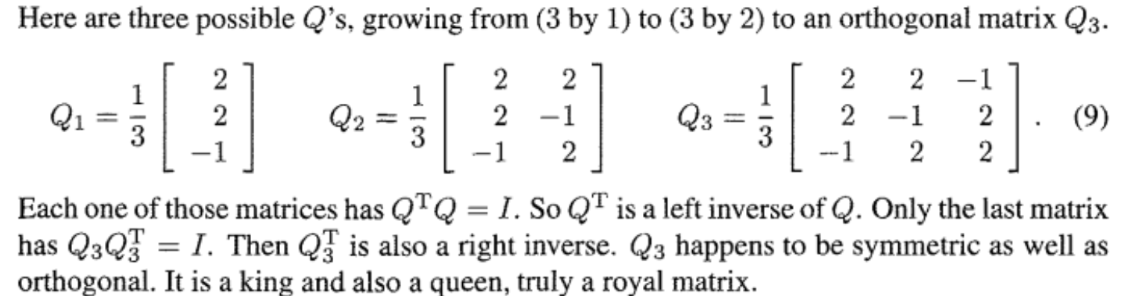 Here are three possible Q's, growing from (3 by 1) to (3 by 2) to an orthogonal matrix Q₃.
Q₁ = 1/3 [ 2 ; 2 ; −1 ]   Q₂ = 1/3 [ 2 2 ; 2 −1 ; −1 2 ]   Q₃ = 1/3 [ 2 2 −1 ; 2 −1 2 ; −1 2 2 ].   (9)
Each one of those matrices has QᵀQ = I. So Qᵀ is a left inverse of Q. Only the last matrix
has Q₃Q₃ᵀ = I. Then Q₃ᵀ is also a right inverse. Q₃ happens to be symmetric as well as
orthogonal. It is a king and also a queen, truly a royal matrix.